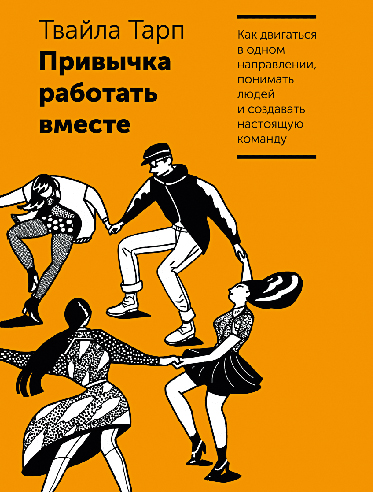 Твайла Тарп
Привычка
работать
вместе
Как двигаться
в одном
направлении,
понимать
людей
и создавать
настоящую
команду